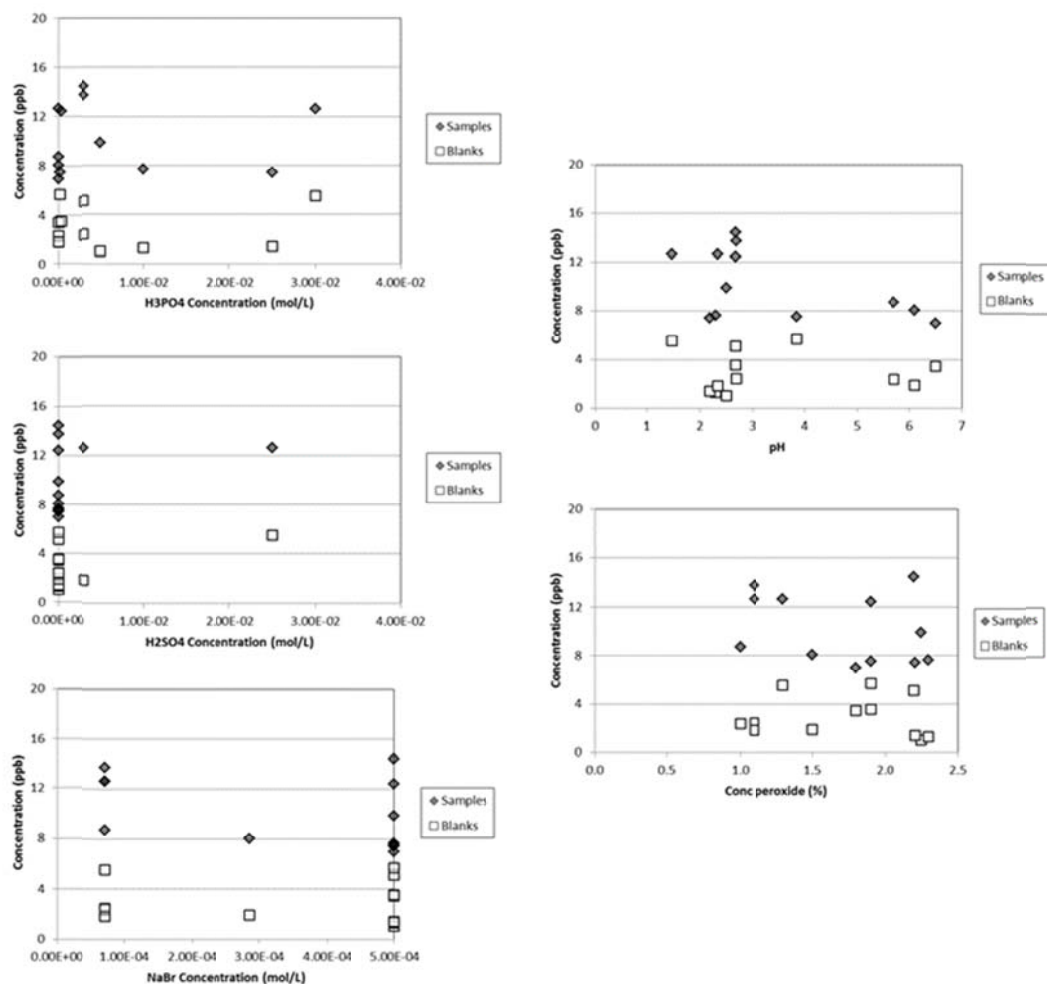 20
16
12
8
4
0
Concentration (ppb)
0.00E+00 1.00E-02 2.00E-02 3.00E-02 4.00E-02
H3PO4 Concentration (mol/L)
Samples
Blanks
20
16
12
8
4
0
Concentration (ppb)
0.00E+00 1.00E-02 2.00E-02 3.00E-02 4.00E-02
H2SO4 Concentration (mol/L)
Samples
Blanks
20
16
12
8
4
0
Concentration (ppb)
0.00E+00 1.00E-04 2.00E-04 3.00E-04 4.00E-04 5.00E-04
NaBr Concentration (mol/L)
Samples
Blanks
20
16
12
8
4
0
Concentration (ppb)
0 1 2 3 4 5 6 7
pH
Samples
Blanks
20
16
12
8
4
0
Concentration (ppb)
0.0 0.5 1.0 1.5 2.0 2.5
Conc peroxide (%)
Samples
Blanks